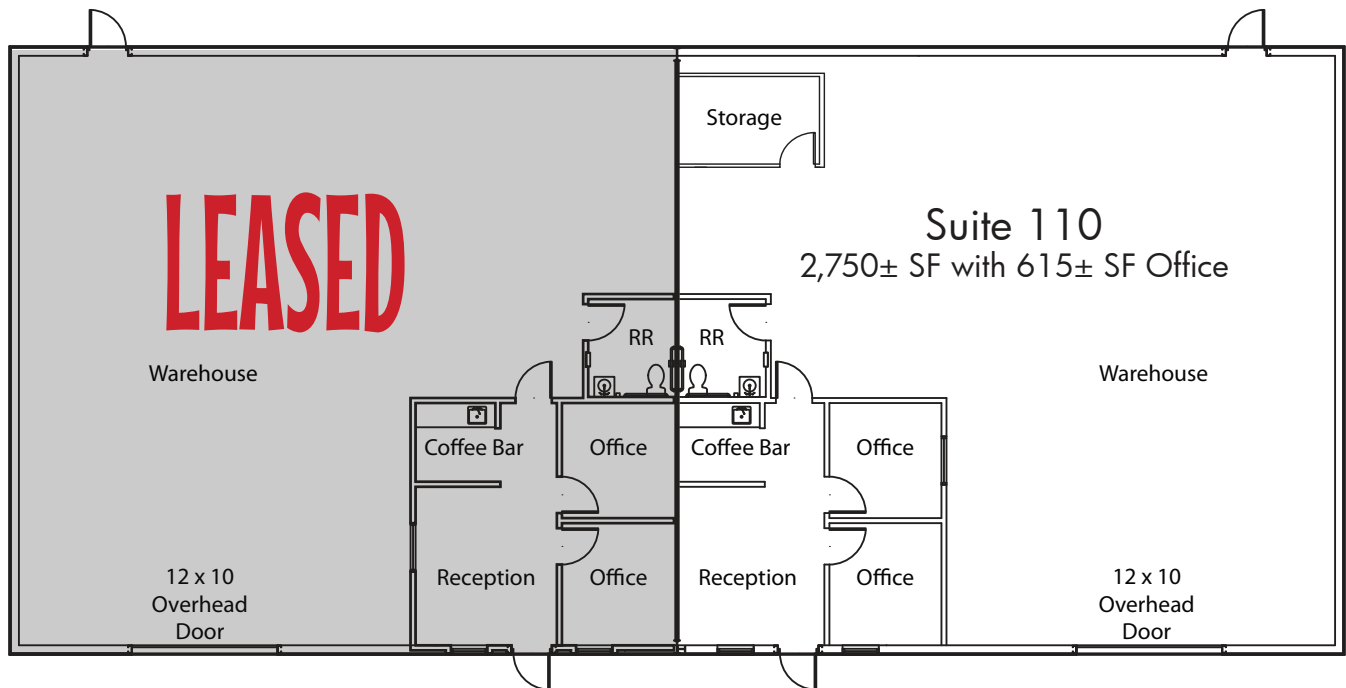 Storage
LEASED
Suite 110
2,750± SF with 615± SF Office
RR
RR
Warehouse
Warehouse
Coffee Bar
Office
Coffee Bar
Office
Reception
Office
Reception
Office
12 x 10
Overhead
Door
12 x 10
Overhead
Door